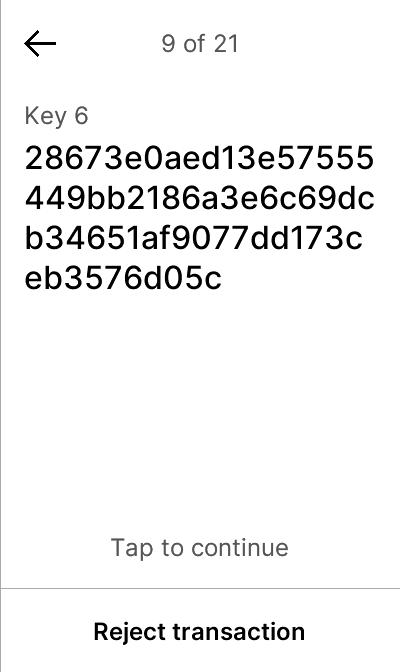 9 of 21
Key 6
28673e0aed13e57555
449bb2186a3e6c69dc
b34651af9077dd173c
eb3576d05c
Tap to continue
Reject transaction